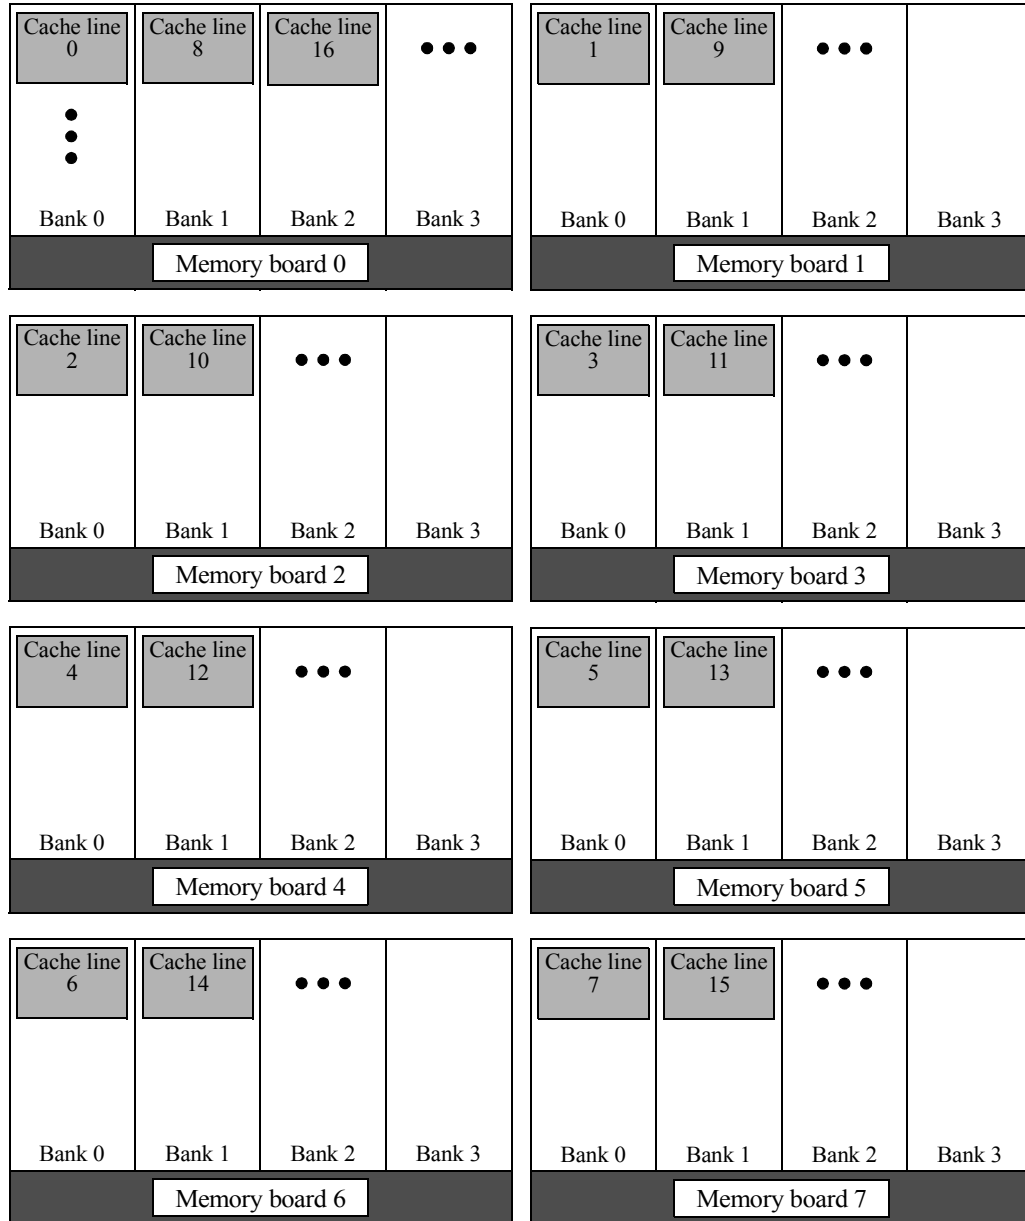 Cache line
0
Cache line
8
Cache line
16
Bank 0
Bank 1
Bank 2
Bank 3
Memory board 0
Cache line
1
Cache line
9
Bank 0
Bank 1
Bank 2
Bank 3
Memory board 1
Cache line
2
Cache line
10
Bank 0
Bank 1
Bank 2
Bank 3
Memory board 2
Cache line
3
Cache line
11
Bank 0
Bank 1
Bank 2
Bank 3
Memory board 3
Cache line
4
Cache line
12
Bank 0
Bank 1
Bank 2
Bank 3
Memory board 4
Cache line
5
Cache line
13
Bank 0
Bank 1
Bank 2
Bank 3
Memory board 5
Cache line
6
Cache line
14
Bank 0
Bank 1
Bank 2
Bank 3
Memory board 6
Cache line
7
Cache line
15
Bank 0
Bank 1
Bank 2
Bank 3
Memory board 7